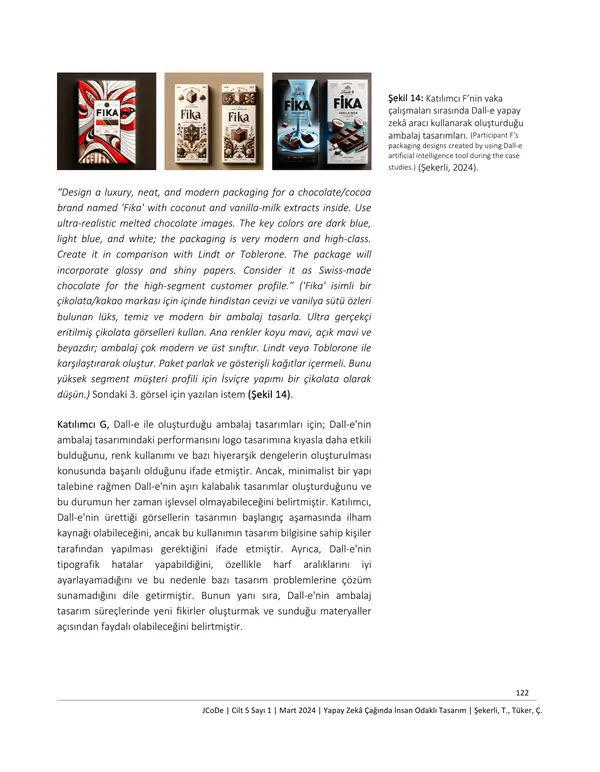 FIKA
Fika
Fika
FİKA
FİKA
Şekil 14: Katılımcı F'nin vaka
çalışmaları sırasında Dall-e yapay
zekâ aracı kullanarak oluşturduğu
ambalaj tasarımları. (Participant F's
packaging designs created by using Dall-e
artificial intelligence tool during the case
studies.) (Şekerli, 2024).
"Design a luxury, neat, and modern packaging for a chocolate/cocoa
brand named 'Fika' with coconut and vanilla-milk extracts inside. Use
ultra-realistic melted chocolate images. The key colors are dark blue,
light blue, and white; the packaging is very modern and high-class.
Create it in comparison with Lindt or Toblerone. The package will
incorporate glossy and shiny papers. Consider it as Swiss-made
chocolate for the high-segment customer profile." ('Fika' isimli bir
çikolata/kakao markası için içinde hindistan cevizi ve vanilya sütü özleri
bulunan lüks, temiz ve modern bir ambalaj tasarla. Ultra gerçekçi
eritilmiş çikolata görselleri kullan. Ana renkler koyu mavi, açık mavi ve
beyazdır; ambalaj çok modern ve üst sınıftır. Lindt veya Toblorone ile
karşılaştırarak oluştur. Paket parlak ve gösterişli kağıtlar içermeli. Bunu
yüksek segment müşteri profili için İsviçre yapımı bir çikolata olarak
düşün.) Sondaki 3. görsel için yazılan istem (Şekil 14).
Katılımcı G, Dall-e ile oluşturduğu ambalaj tasarımları için; Dall-e'nin
ambalaj tasarımındaki performansını logo tasarımına kıyasla daha etkili
bulduğunu, renk kullanımı ve bazı hiyerarşik dengelerin oluşturulması
konusunda başarılı olduğunu ifade etmiştir. Ancak, minimalist bir yapı
talebine rağmen Dall-e'nin aşırı kalabalık tasarımlar oluşturduğunu ve
bu durumun her zaman işlevsel olmayabileceğini belirtmiştir. Katılımcı,
Dall-e'nin ürettiği görsellerin tasarımın başlangıç aşamasında ilham
kaynağı olabileceğini, ancak bu kullanımın tasarım bilgisine sahip kişiler
tarafından yapılması gerektiğini ifade etmiştir. Ayrıca, Dall-e'nin
tipografik hatalar yapabildiğini, özellikle harf aralıklarını iyi
ayarlayamadığını ve bu nedenle bazı tasarım problemlerine çözüm
sunamadığını dile getirmiştir. Bunun yanı sıra, Dall-e'nin ambalaj
tasarım süreçlerinde yeni fikirler oluşturmak ve sunduğu materyaller
açısından faydalı olabileceğini belirtmiştir.
122
JCoDe | Cilt 5 Sayı 1 | Mart 2024 | Yapay Zekâ Çağında İnsan Odaklı Tasarım | Şekerli, T., Tüker, Ç.